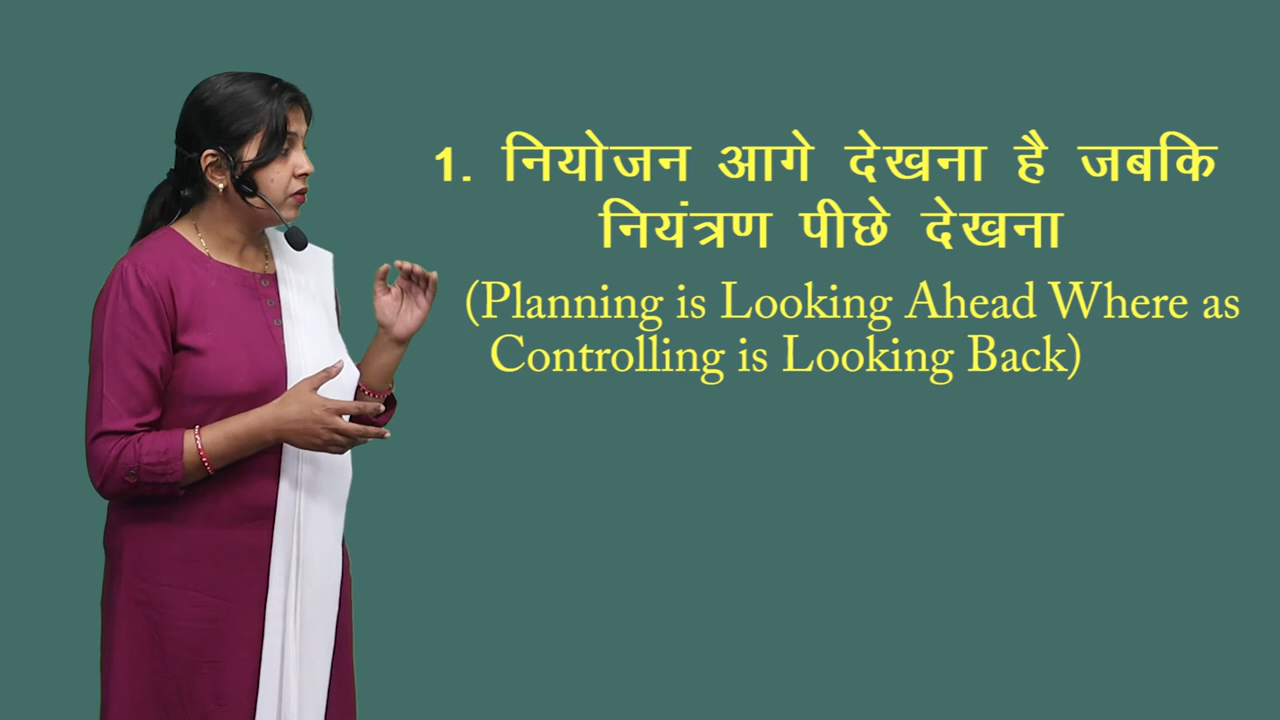 1. नियोजन आगे देखना है जबकि
नियंत्रण पीछे देखना
(Planning is Looking Ahead Where as
Controlling is Looking Back)